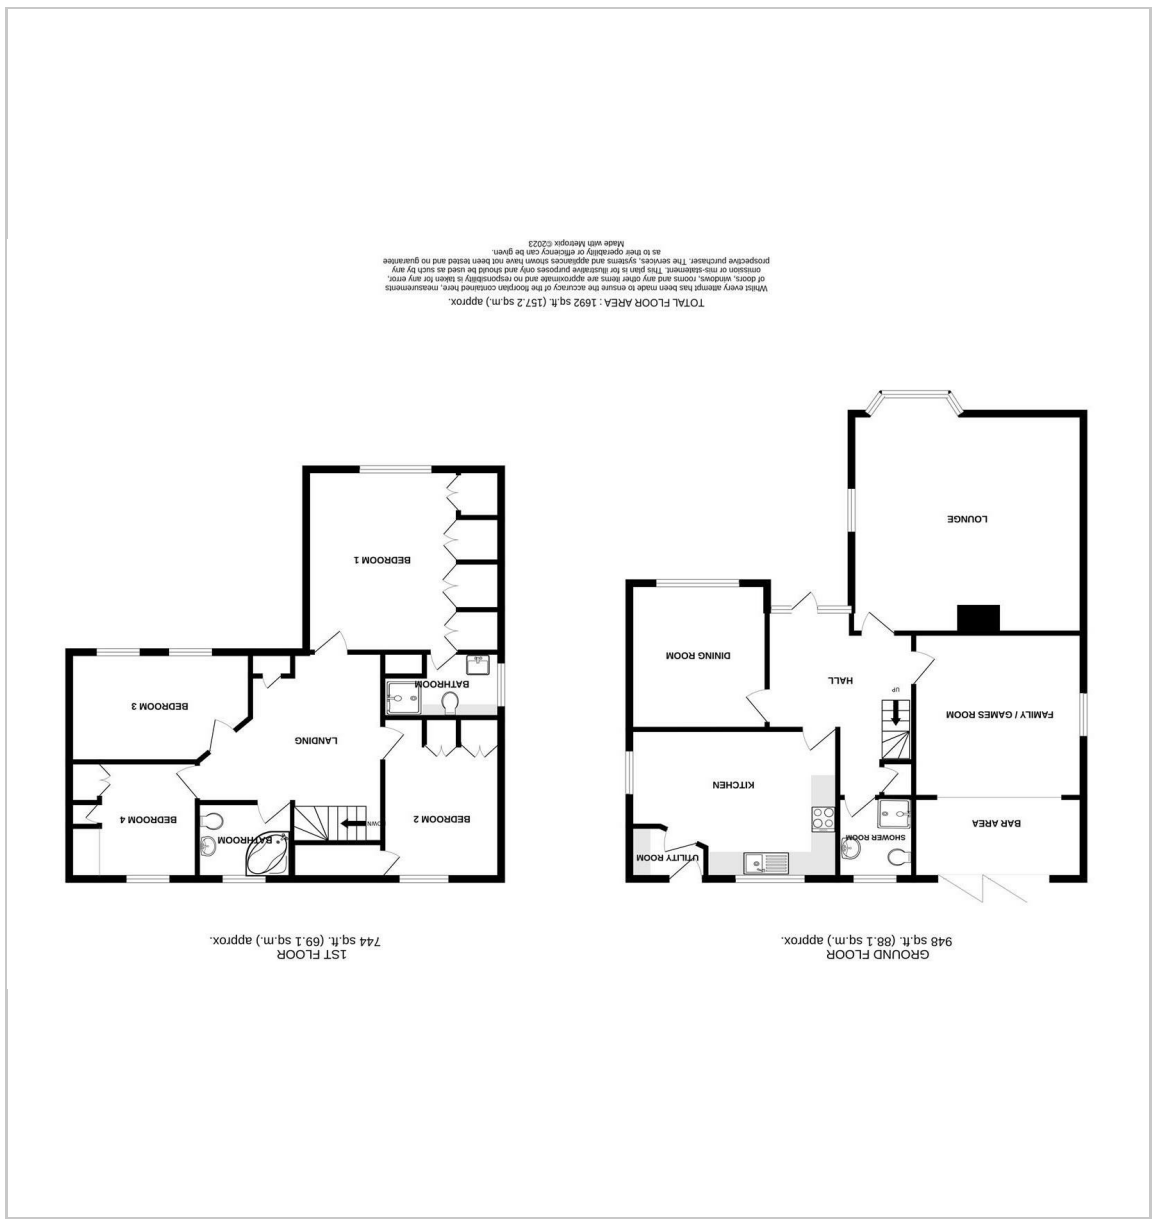 GROUND FLOOR
948 sq.ft. (88.1 sq.m.) approx.
BAR AREA
SHOWER ROOM
UTILITY ROOM
KITCHEN
FAMILY / GAMES ROOM
UP
HALL
DINING ROOM
LOUNGE
1ST FLOOR
744 sq.ft. (69.1 sq.m.) approx.
BEDROOM 2
DOWN
BATHROOM
BEDROOM 4
LANDING
BEDROOM 3
BATHROOM
BEDROOM 1
TOTAL FLOOR AREA : 1692 sq.ft. (157.2 sq.m.) approx.
Whilst every attempt has been made to ensure the accuracy of the floorplan contained here, measurements
of doors, windows, rooms and any other items are approximate and no responsibility is taken for any error,
omission or mis-statement. This plan is for illustrative purposes only and should be used as such by any
prospective purchaser. The services, systems and appliances shown have not been tested and no guarantee
as to their operability or efficiency can be given.
Made with Metropix ©2023